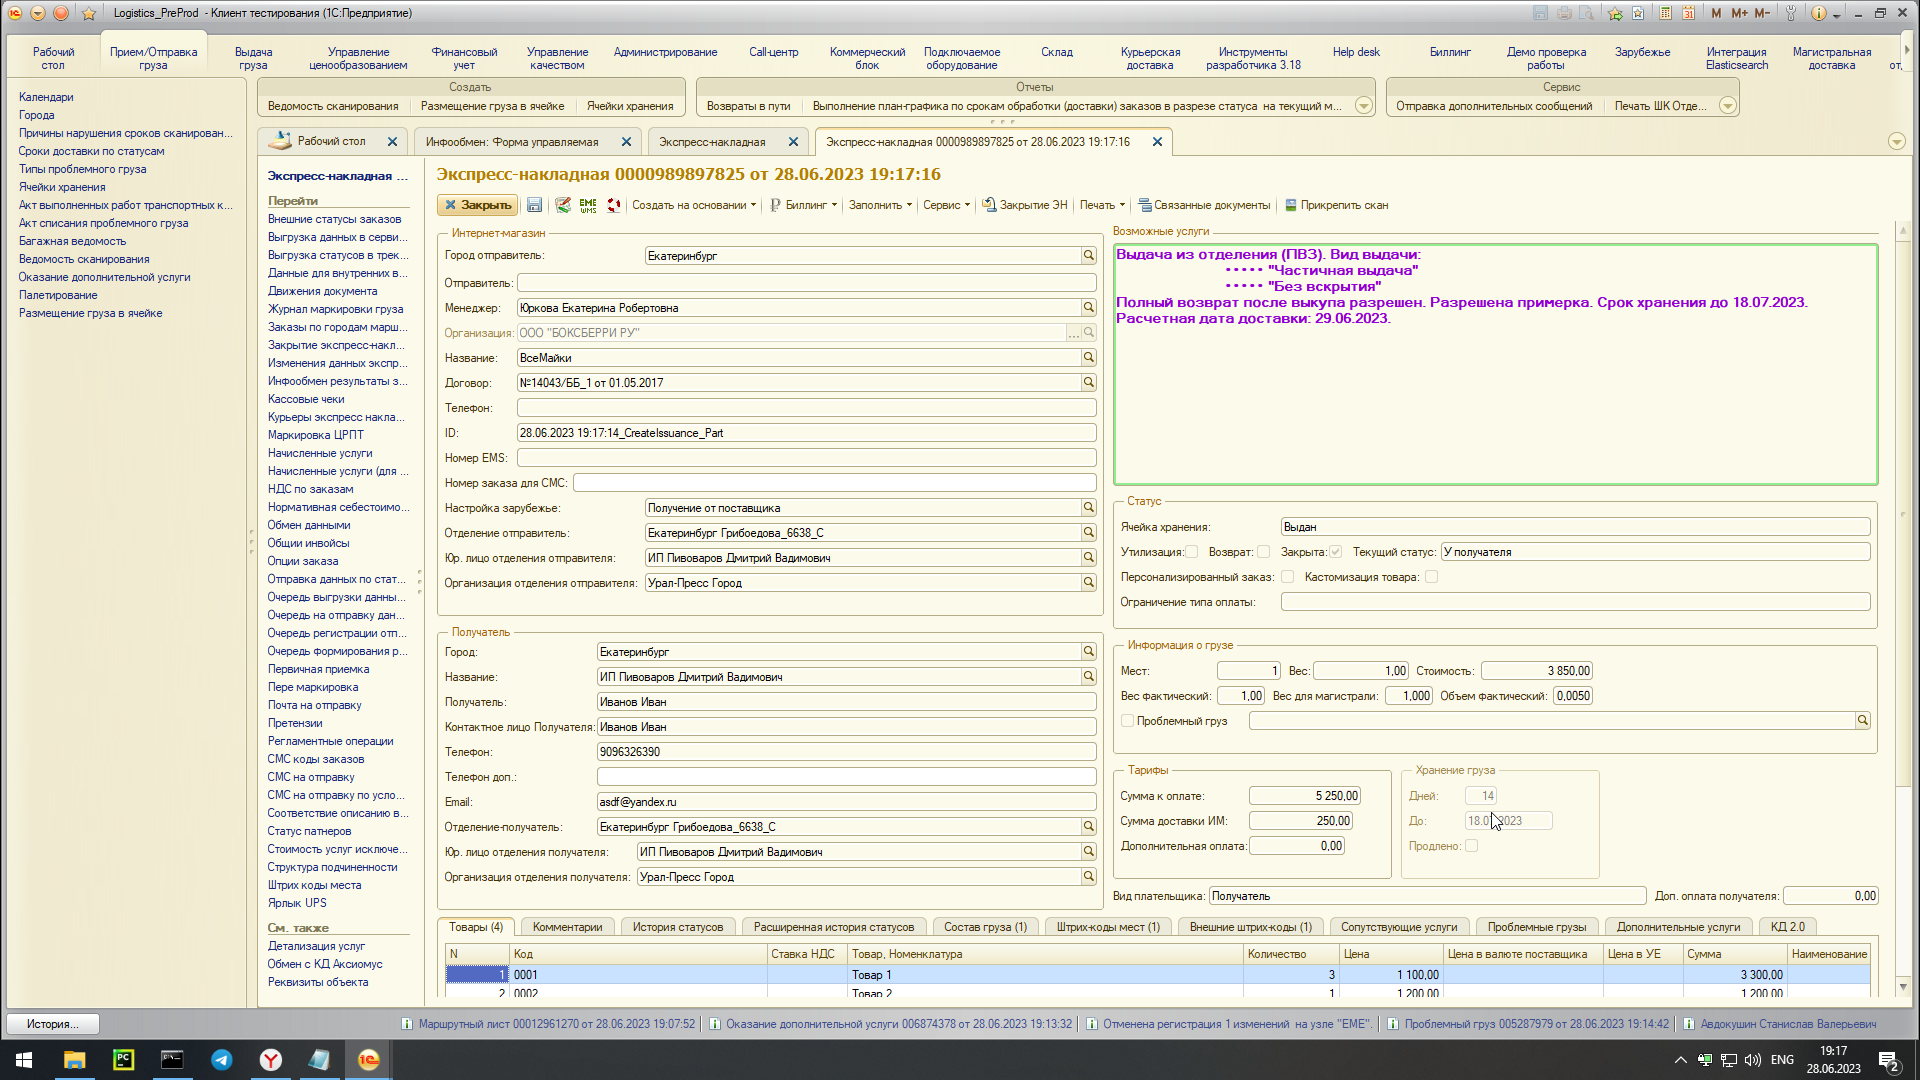 Logistics_PreProd - Клиент тестирования (1С:Предприятие)
M M+ M-
Рабочий стол
Прием/Отправка груза
Выдача груза
Управление ценообразованием
Финансовый учет
Управление качеством
Администрирование
Call-центр
Коммерческий блок
Подключаемое оборудование
Склад
Курьерская доставка
Инструменты разработчика 3.18
Help desk
Биллинг
Демо проверка работы
Зарубежье
Интеграция Elasticsearch
Магистральная доставка
Создать
Ведомость сканирования Размещение груза в ячейке Ячейки хранения
Отчеты
Возвраты в пути Выполнение план-графика по срокам обработки (доставки) заказов в разрезе статуса на текущий м...
Сервис
Отправка дополнительных сообщений Печать ШК Отде...
Календари
Города
Причины нарушения сроков сканирован...
Сроки доставки по статусам
Типы проблемного груза
Ячейки хранения
Акт выполненных работ транспортных к...
Акт списания проблемного груза
Багажная ведомость
Ведомость сканирования
Оказание дополнительной услуги
Палетирование
Размещение груза в ячейке
Рабочий стол
Инфообмен: Форма управляемая
Экспресс-накладная
Экспресс-накладная 0000989897825 от 28.06.2023 19:17:16
Экспресс-накладная ...
Перейти
Внешние статусы заказов
Выгрузка данных в серви...
Выгрузка статусов в трек...
Данные для внутренних в...
Движения документа
Журнал маркировки груза
Заказы по городам марш...
Закрытие экспресс-накл...
Изменения данных экспр...
Инфообмен результаты з...
Кассовые чеки
Курьеры экспресс накла...
Маркировка ЦРПТ
Начисленные услуги
Начисленные услуги (для ...
НДС по заказам
Нормативная себестоимо...
Обмен данными
Общии инвойсы
Опции заказа
Отправка данных по стат...
Очередь выгрузки данны...
Очередь на отправку дан...
Очередь регистрации отп...
Очередь формирования р...
Первичная приемка
Пере маркировка
Почта на отправку
Претензии
Регламентные операции
СМС коды заказов
СМС на отправку
СМС на отправку по усло...
Соответствие описанию в...
Статус патнеров
Стоимость услуг исключе...
Структура подчиненности
Штрих коды места
Ярлык UPS
См. также
Детализация услуг
Обмен с КД Аксиомус
Реквизиты объекта
Экспресс-накладная 0000989897825 от 28.06.2023 19:17:16
Закрыть EME WMS Создать на основании Биллинг Заполнить Сервис Закрытие ЭН Печать Связанные документы Прикрепить скан
Интернет-магазин
Город отправитель: Екатеринбург
Отправитель:
Менеджер: Юркова Екатерина Робертовна
Организация: ООО "БОКСБЕРРИ РУ" ...
Название: ВсеМайки
Договор: №14043/ББ_1 от 01.05.2017
Телефон:
ID: 28.06.2023 19:17:14_CreateIssuance_Part
Номер EMS:
Номер заказа для СМС:
Настройка зарубежье: Получение от поставщика
Отделение отправитель: Екатеринбург Грибоедова_6638_С
Юр. лицо отделения отправителя: ИП Пивоваров Дмитрий Вадимович
Организация отделения отправителя: Урал-Пресс Город
Получатель
Город: Екатеринбург
Название: ИП Пивоваров Дмитрий Вадимович
Получатель: Иванов Иван
Контактное лицо Получателя: Иванов Иван
Телефон: 9096326390
Телефон доп.:
Email: asdf@yandex.ru
Отделение-получатель: Екатеринбург Грибоедова_6638_С
Юр. лицо отделения получателя: ИП Пивоваров Дмитрий Вадимович
Организация отделения получателя: Урал-Пресс Город
Возможные услуги
Выдача из отделения (ПВЗ). Вид выдачи:
• • • • • "Частичная выдача"
• • • • • "Без вскрытия"
Полный возврат после выкупа разрешен. Разрешена примерка. Срок хранения до 18.07.2023.
Расчетная дата доставки: 29.06.2023.
Статус
Ячейка хранения: Выдан
Утилизация: Возврат: Закрыта: Текущий статус: У получателя
Персонализированный заказ: Кастомизация товара:
Ограничение типа оплаты:
Информация о грузе
Мест: 1 Вес: 1,00 Стоимость: 3 850,00
Вес фактический: 1,00 Вес для магистрали: 1,000 Объем фактический: 0,0050
Проблемный груз
Тарифы
Сумма к оплате: 5 250,00
Сумма доставки ИМ: 250,00
Дополнительная оплата: 0,00
Хранение груза
Дней: 14
До: 18.0 2023
Продлено:
Вид плательщика: Получатель Доп. оплата получателя: 0,00
Товары (4) Комментарии История статусов Расширенная история статусов Состав груза (1) Штрих-коды мест (1) Внешние штрих-коды (1) Сопутствующие услуги Проблемные грузы Дополнительные услуги КД 2.0
N Код Ставка НДС Товар, Номенклатура Количество Цена Цена в валюте поставщика Цена в УЕ Сумма Наименование
1 0001 Товар 1 3 1 100,00 3 300,00
2 0002 Товар 2 1 1 200,00 1 200,00
История...
Маршрутный лист 00012961270 от 28.06.2023 19:07:52
Оказание дополнительной услуги 006874378 от 28.06.2023 19:13:32
Отменена регистрация 1 изменений на узле "EME".
Проблемный груз 005287979 от 28.06.2023 19:14:42
Авдокушин Станислав Валерьевич
PC
ENG
19:17
28.06.2023
2